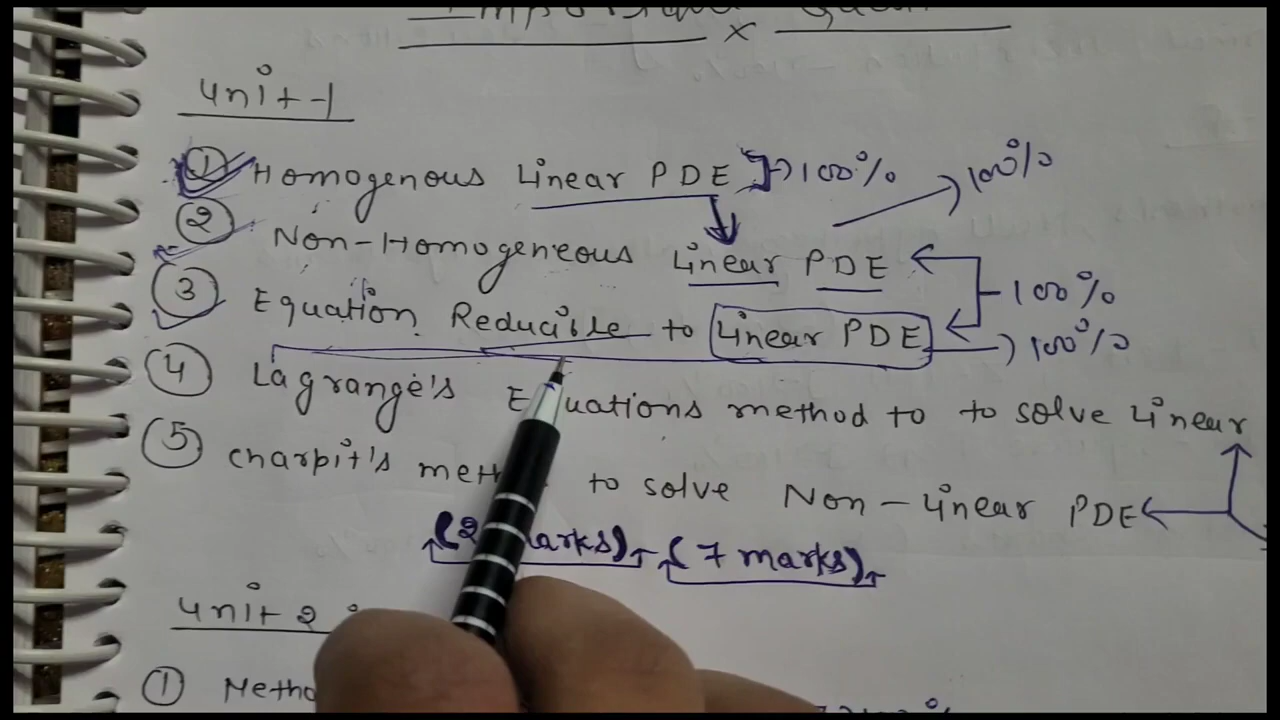 Unit-1
① Homogenous Linear PDE → 100%
② Non-Homogeneous Linear PDE 100%
③ Equation Reducible to Linear PDE 100%
100%
④ Lagrange's Equations method to to solve Linear
⑤ Charpit's to solve Non-Linear PDE
(7 marks)
Unit 2
①